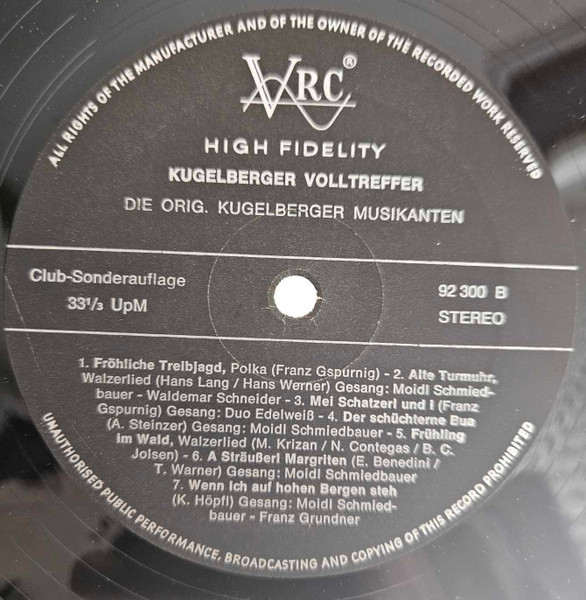 ALL RIGHTS OF THE MANUFACTURER AND OF THE OWNER OF THE RECORDED WORK RESERVED
VRC®
HIGH FIDELITY
KUGELBERGER VOLLTREFFER
DIE ORIG. KUGELBERGER MUSIKANTEN
Club-Sonderauflage
33⅓ UpM
92 300 B
STEREO
1. Fröhliche Treibjagd, Polka (Franz Gspurnig) - 2. Alte Turmuhr,
Walzerlied (Hans Lang / Hans Werner) Gesang: Moidl Schmied-
bauer - Waldemar Schneider - 3. Mei Schatzerl und I (Franz
Gspurnig) Gesang: Duo Edelweiß - 4. Der schüchterne Bua
(A. Steinzer) Gesang: Moidl Schmiedbauer - 5. Frühling
im Wald, Walzerlied (M. Krizan / N. Contegas / B. C.
Jolsen) - 6. A Sträußerl Margriten (E. Benedini /
T. Warner) Gesang: Moidl Schmiedbauer
7. Wenn ich auf hohen Bergen steh
(K. Höpfl) Gesang: Moidl Schmied-
bauer - Franz Grundner
UNAUTHORISED PUBLIC PERFORMANCE, BROADCASTING AND COPYING OF THIS RECORD PROHIBITED